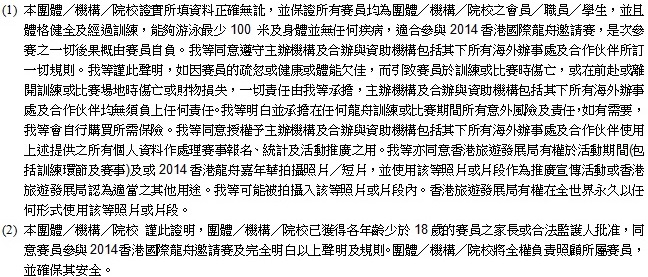 (1) 本團體／機構／院校證實所填資料正確無訛，並保證所有賽員均為團體／機構／院校之會員／職員／學生，並且
體格健全及經過訓練，能夠游泳最少 100 米及身體並無任何疾病，適合參與 2014 香港國際龍舟邀請賽，是次參
賽之一切後果概由賽員自負。我等同意遵守主辦機構及合辦與資助機構包括其下所有海外辦事處及合作伙伴所訂
一切規則。我等謹此聲明，如因賽員的疏忽或健康或體能欠佳，而引致賽員於訓練或比賽時傷亡，或在前赴或離
開訓練或比賽場地時傷亡或財物損失，一切責任由我等承擔，主辦機構及合辦與資助機構包括其下所有海外辦事
處及合作伙伴均無須負上任何責任。我等明白並承擔在任何龍舟訓練或比賽期間所有意外風險及責任，如有需要，
我等會自行購買所需保險。我等同意授權予主辦機構及合辦與資助機構包括其下所有海外辦事處及合作伙伴使用
上述提供之所有個人資料作處理賽事報名、統計及活動推廣之用。我等亦同意香港旅遊發展局有權於活動期間(包
括訓練環節及賽事)及或 2014 香港龍舟嘉年華拍攝照片／短片，並使用該等照片或片段作為推廣宣傳活動或香港
旅遊發展局認為適當之其他用途。我等可能被拍攝入該等照片或片段內。香港旅遊發展局有權在全世界永久以任
何形式使用該等照片或片段。
(2) 本團體／機構／院校 謹此證明，團體／機構／院校已獲得各年齡少於 18 歲的賽員之家長或合法監護人批准，同
意賽員參與 2014香港國際龍舟邀請賽及完全明白以上聲明及規則。團體／機構／院校將全權負責照顧所屬賽員，
並確保其安全。